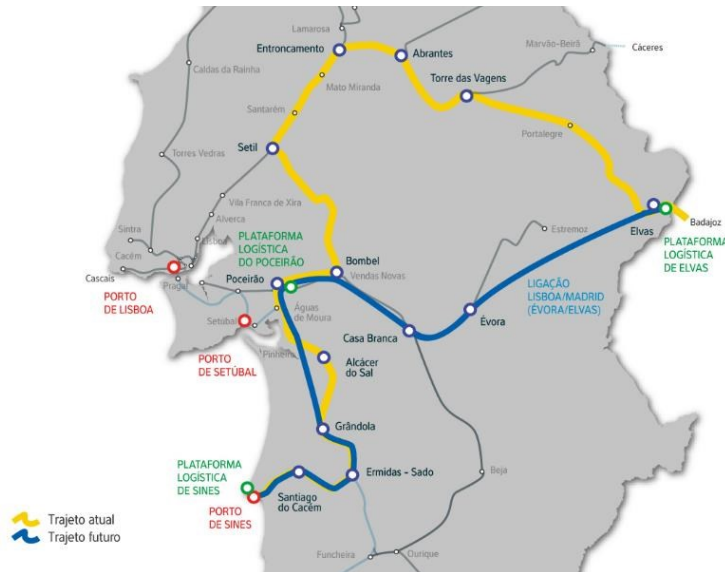 Lamarosa
Entroncamento
Abrantes
Marvão-Beirã
Cáceres
Caldas da Rainha
Torre das Vagens
Mato Miranda
Santarém
Portalegre
Setil
Torres Vedras
Vila Franca de Xira
Alverca
Sintra
Lisboa
Cacém
Cascais
Pragal
PORTO
DE LISBOA
PLATAFORMA
LOGÍSTICA
DO POCEIRÃO
Poceirão
Bombel
Vendas Novas
Estremoz
Elvas
Badajoz
PLATAFORMA
LOGÍSTICA
DE ELVAS
LIGAÇÃO
LISBOA/MADRID
(ÉVORA/ELVAS)
Águas
de Moura
Setúbal
PORTO
DE SETÚBAL
Pinheiro
Casa Branca
Évora
Alcácer
do Sal
Grândola
PLATAFORMA
LOGÍSTICA
DE SINES
Ermidas - Sado
Beja
Santiago
do Cacém
PORTO
DE SINES
Trajeto atual
Trajeto futuro
Funcheira
Ourique